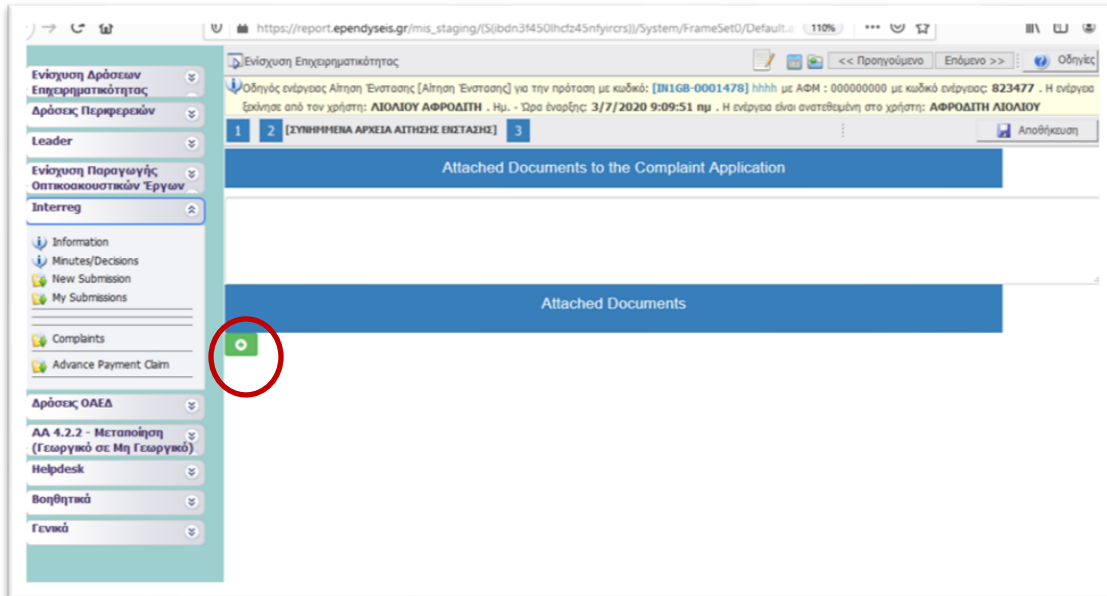 https://report.ependyseis.gr/mis_staging/(S(ibdn3f450lhcfz45nfyircrs))/System/FrameSet0/Default.a 110%
Ενίσχυση Επιχειρηματικότητας << Προηγούμενο Επόμενο >> Οδηγίες
Οδηγός ενέργειας Αίτηση Ένστασης [Αίτηση Ένστασης] για την πρόταση με κωδικό: [IN1GB-0001478] hhhh με ΑΦΜ : 000000000 με κωδικό ενέργειας: 823477 . Η ενέργεια
ξεκίνησε από τον χρήστη: ΛΙΟΛΙΟΥ ΑΦΡΟΔΙΤΗ . Ημ. - Ώρα έναρξης: 3/7/2020 9:09:51 πμ . Η ενέργεια είναι ανατεθειμένη στο χρήστη: ΑΦΡΟΔΙΤΗ ΛΙΟΛΙΟΥ
1 2 [ΣΥΝΗΜΜΕΝΑ ΑΡΧΕΙΑ ΑΙΤΗΣΗΣ ΕΝΣΤΑΣΗΣ] 3 Αποθήκευση
Ενίσχυση Δράσεων
Επιχειρηματικότητας
Δράσεις Περιφερειών
Leader
Ενίσχυση Παραγωγής
Οπτικοακουστικών Έργων
Interreg
Information
Minutes/Decisions
New Submission
My Submissions
Complaints
Advance Payment Claim
Δράσεις ΟΑΕΔ
ΑΑ 4.2.2 - Μεταποίηση
(Γεωργικό σε Μη Γεωργικό)
Helpdesk
Βοηθητικά
Γενικά
Attached Documents to the Complaint Application
Attached Documents